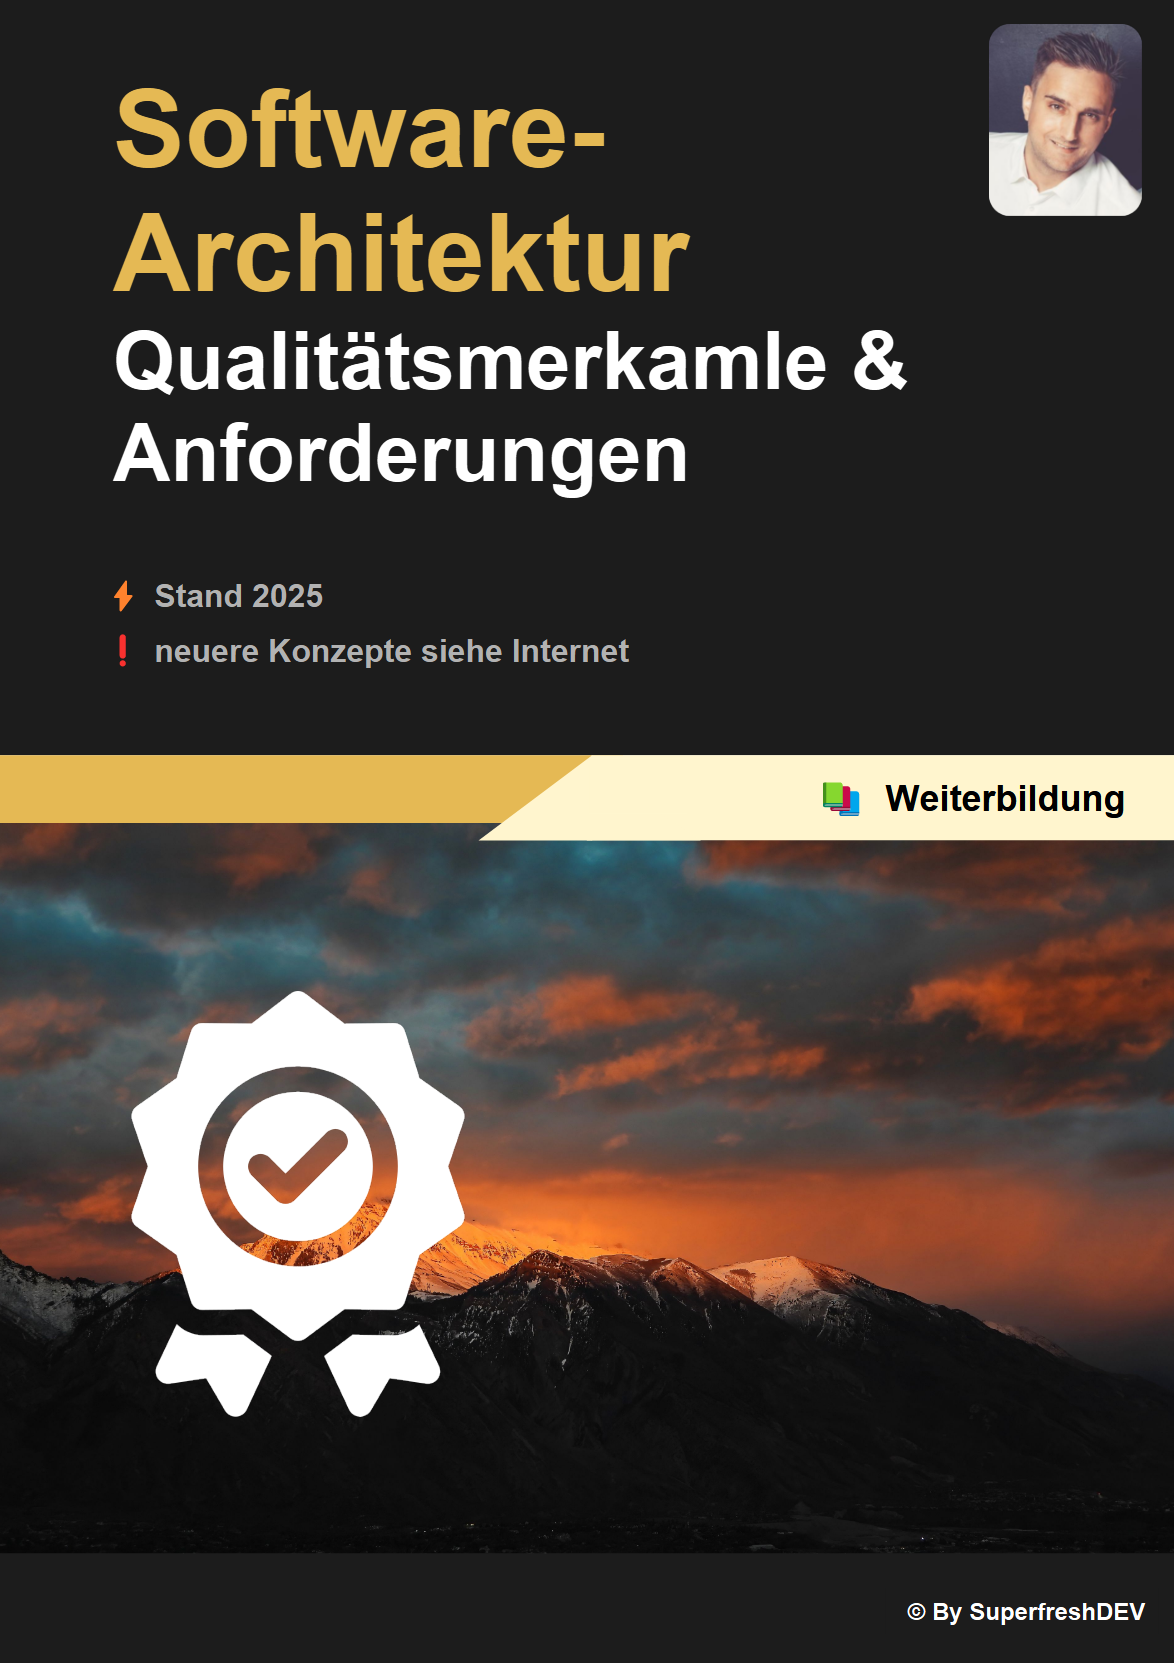 Software-
Architektur
Qualitätsmerkamle &
Anforderungen
Stand 2025
neuere Konzepte siehe Internet
Weiterbildung
© By SuperfreshDEV